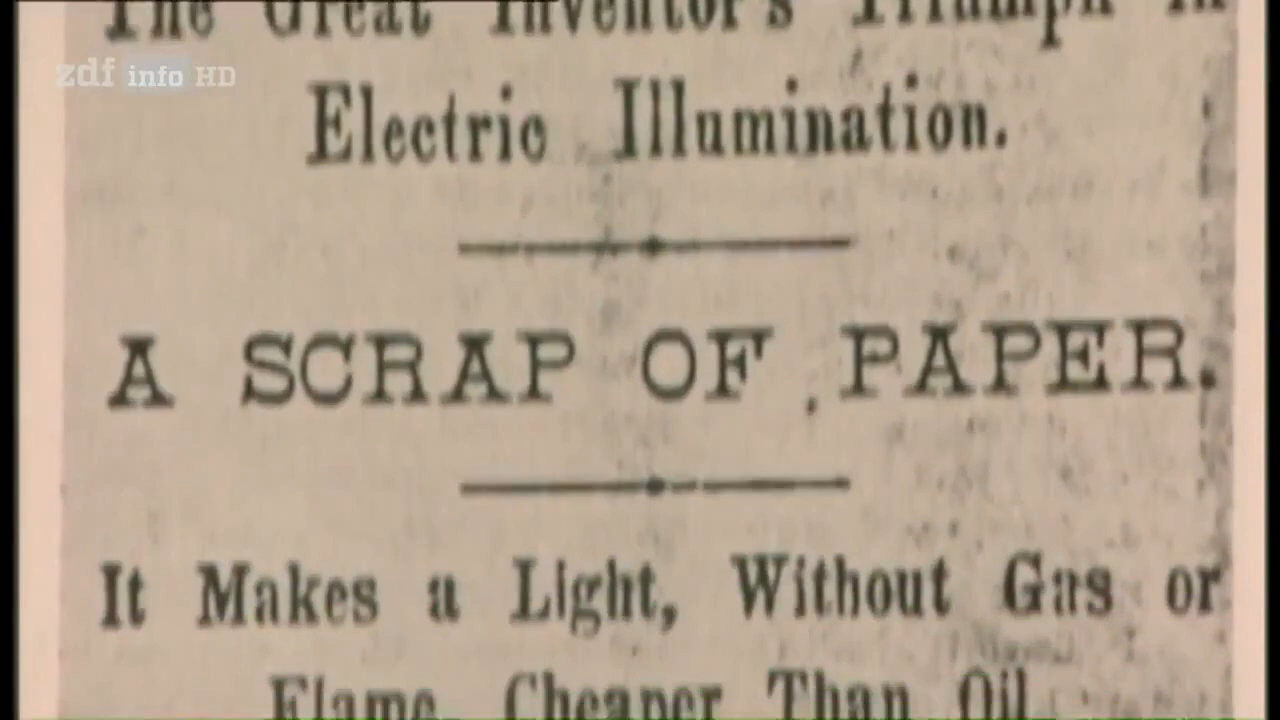 The Great Inventor's Triumph in
zdf info HD
Electric Illumination.
A SCRAP OF PAPER.
It Makes a Light, Without Gas or
Flame, Cheaper Than Oil